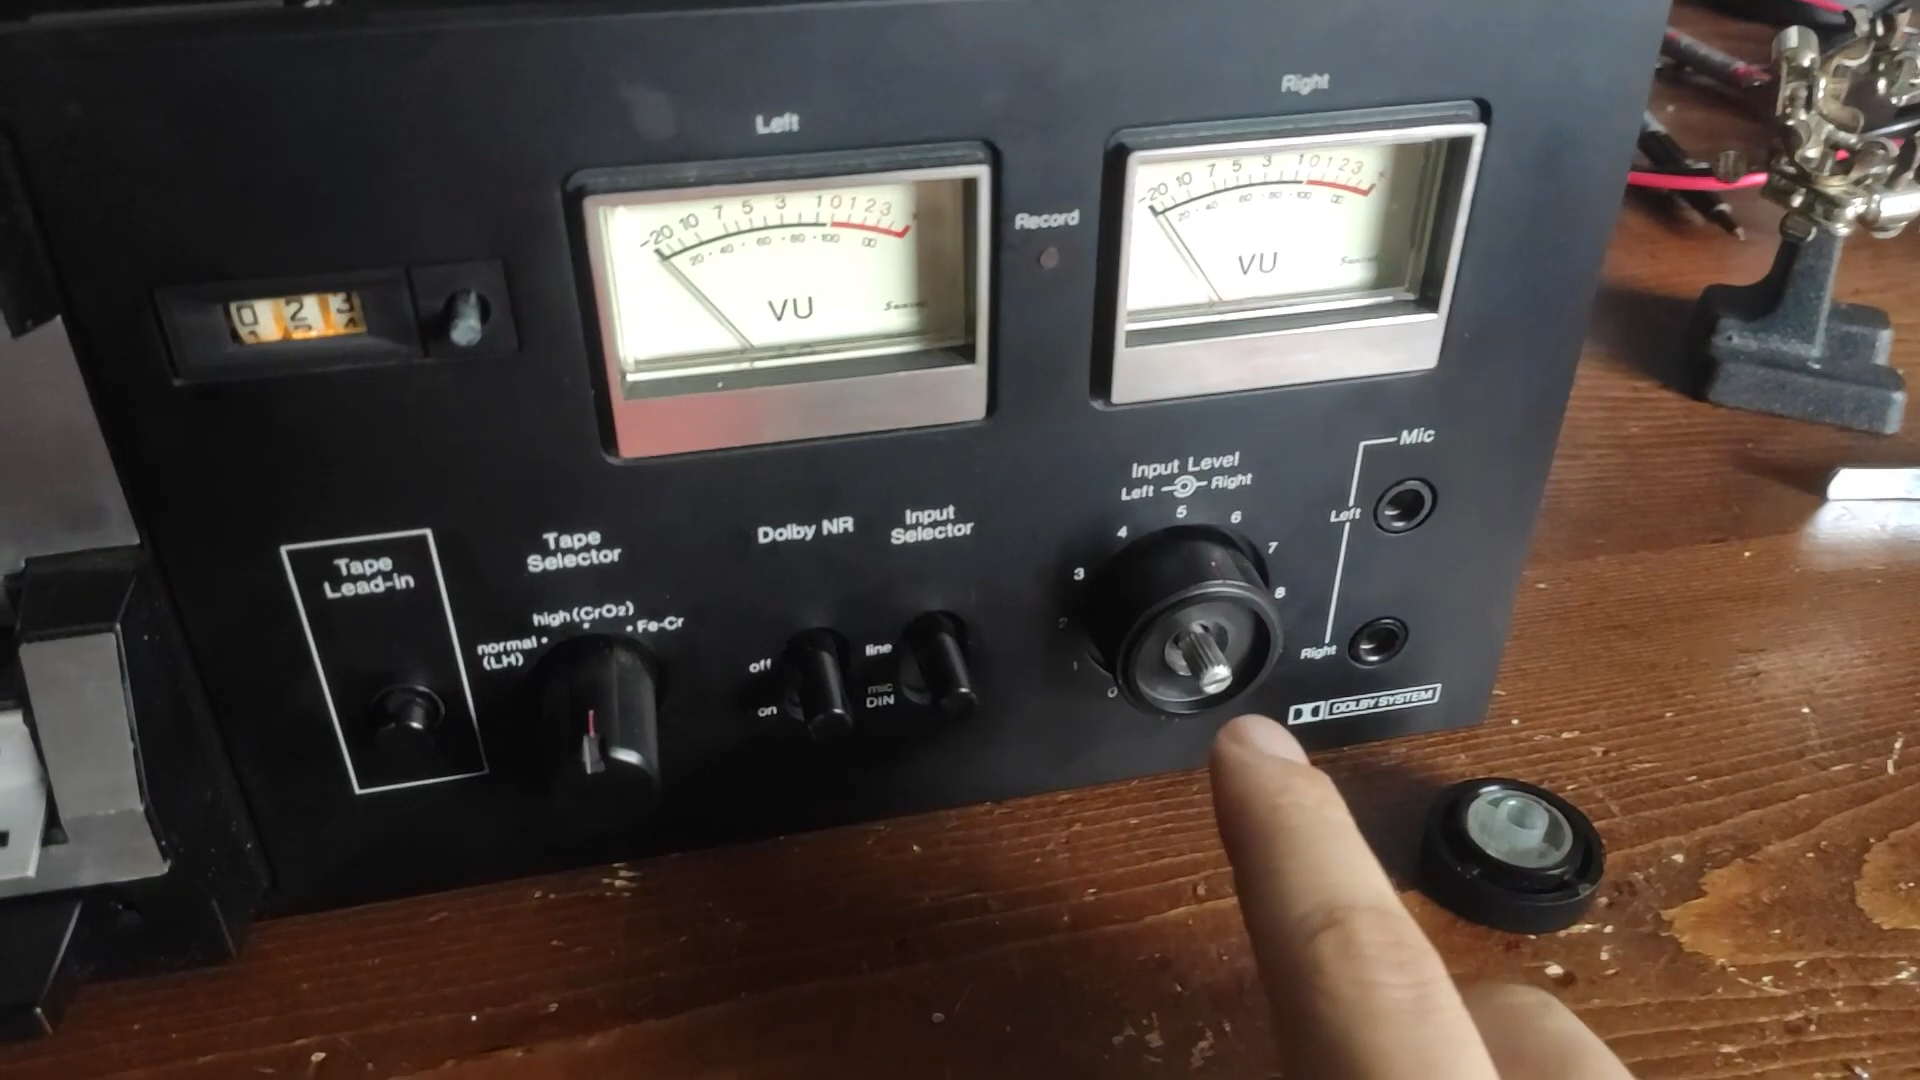 Left
Right
-20 10 7 5 3 1 0 1 2 3
20 40 60 80 100
VU
Sansui
Record
-20 10 7 5 3 1 0 1 2 3
20 40 60 80 100
VU
Sansui
0 2 3
Mic
Left
Right
Input Level
Left Right
0 1 2 3 4 5 6 7 8
Tape
Lead-in
Tape
Selector
normal
(LH)
high (CrO2)
Fe-Cr
Dolby NR
off
on
Input
Selector
line
mic
DIN
DOLBY SYSTEM